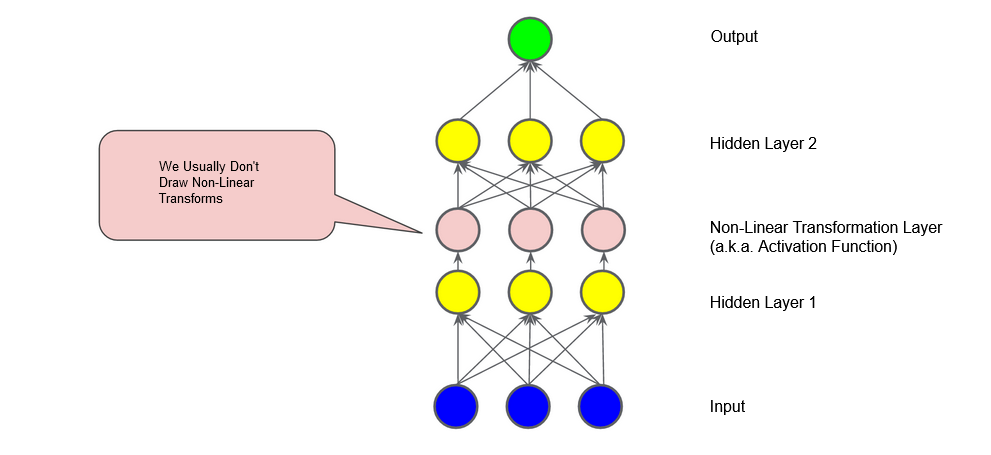 Output
Hidden Layer 2
We Usually Don't
Draw Non-Linear
Transforms
Non-Linear Transformation Layer
(a.k.a. Activation Function)
Hidden Layer 1
Input